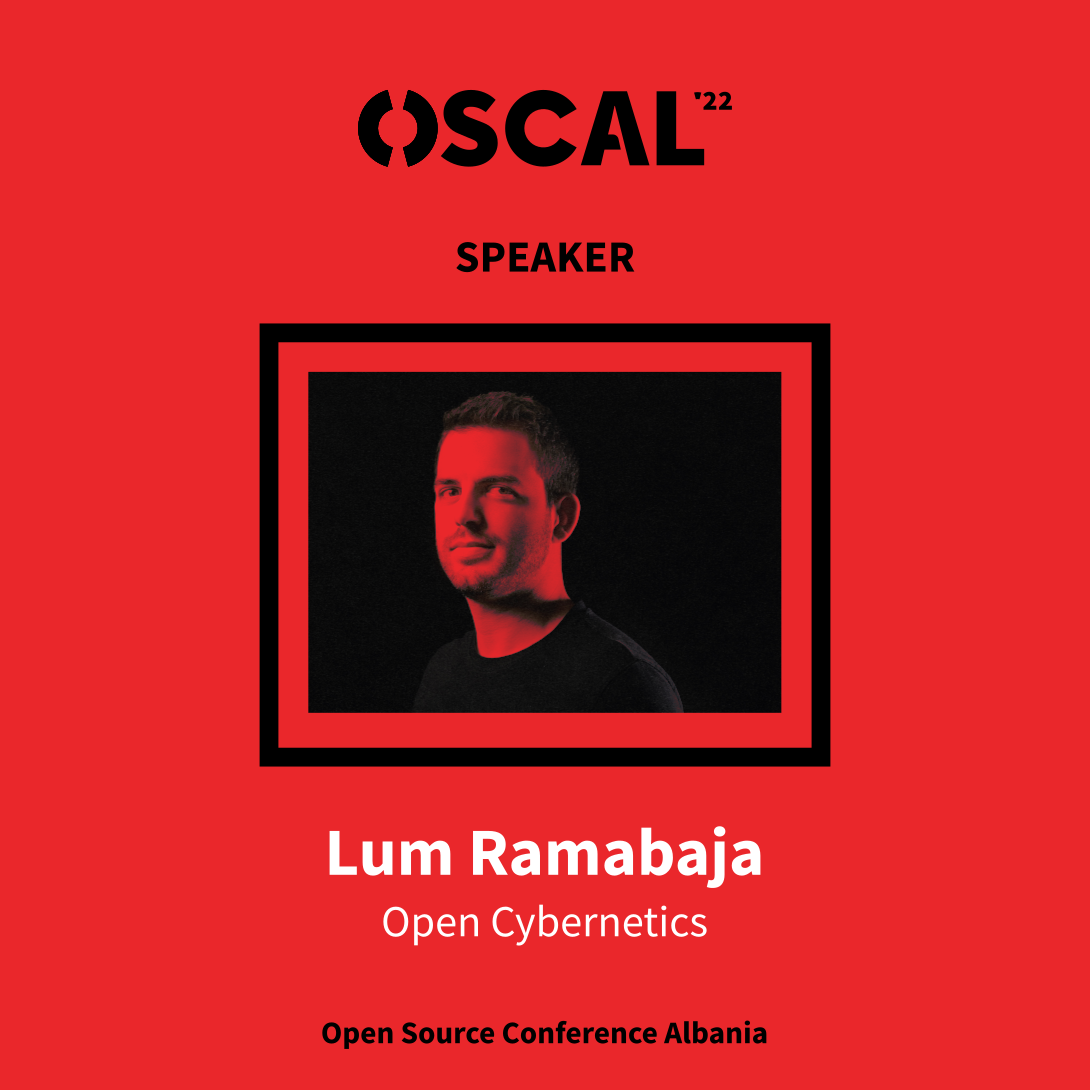 OSCAL '22
SPEAKER
Lum Ramabaja
Open Cybernetics
Open Source Conference Albania